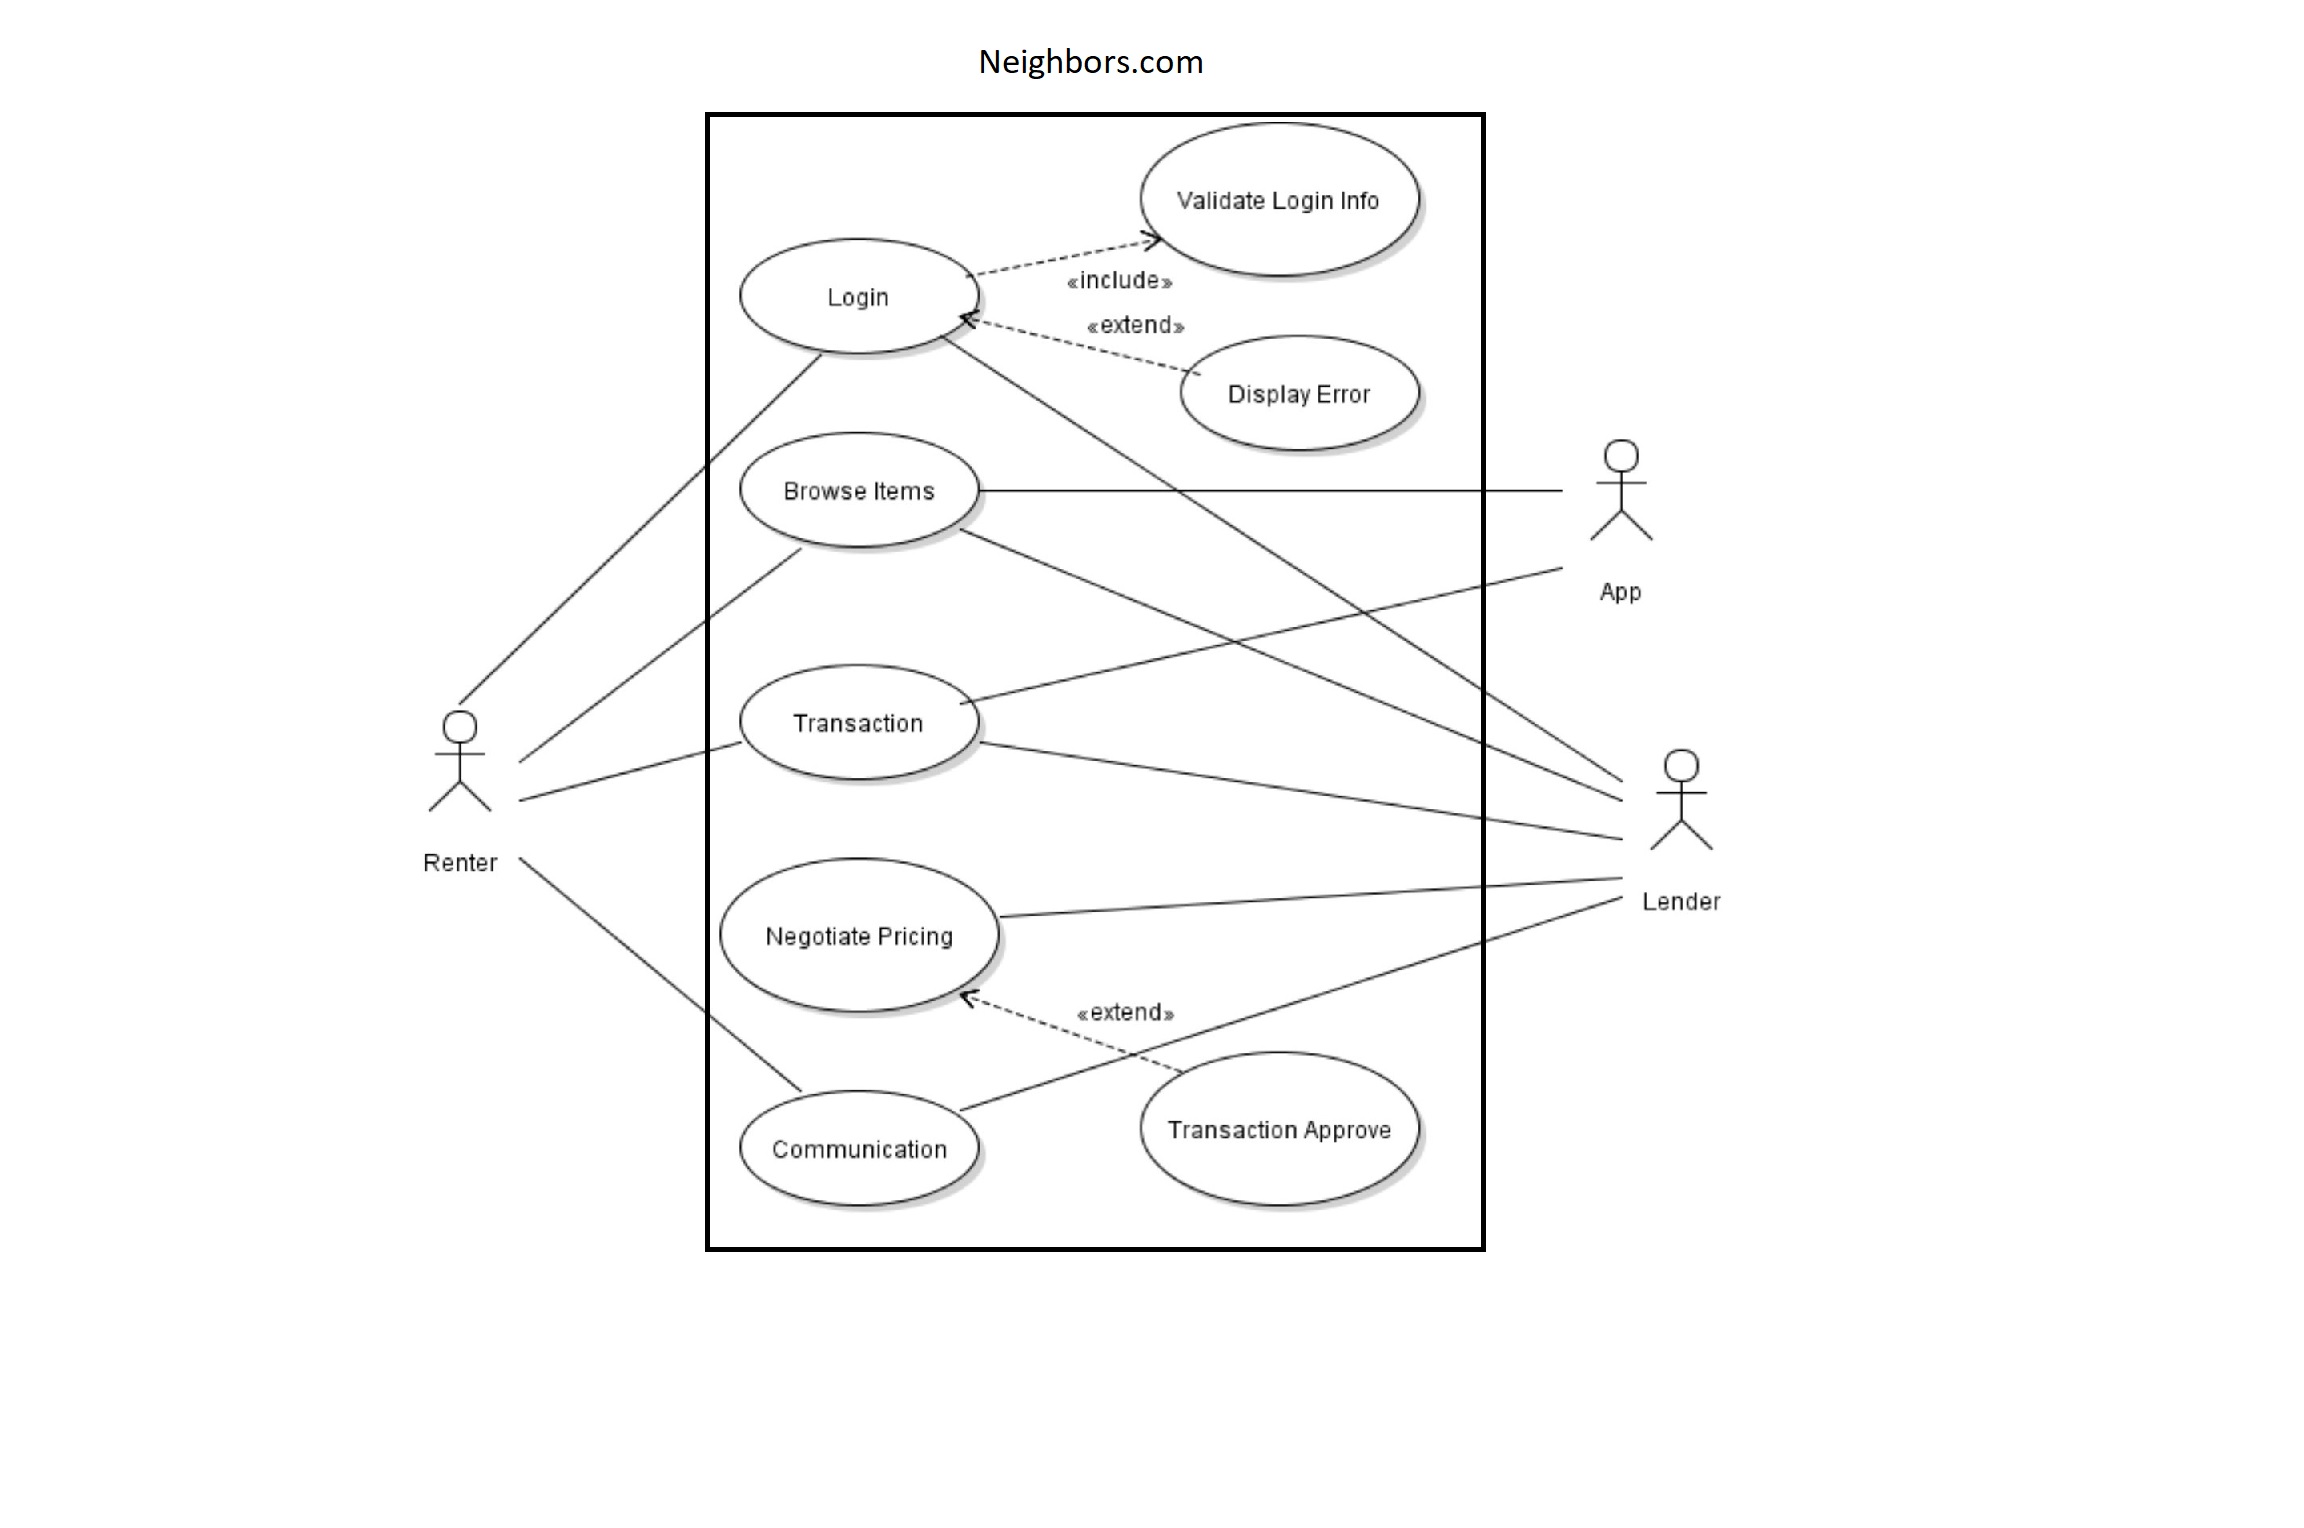 Neighbors.com
Validate Login Info
Login
«include»
«extend»
Display Error
Browse Items
App
Transaction
Renter
Lender
Negotiate Pricing
«extend»
Transaction Approve
Communication